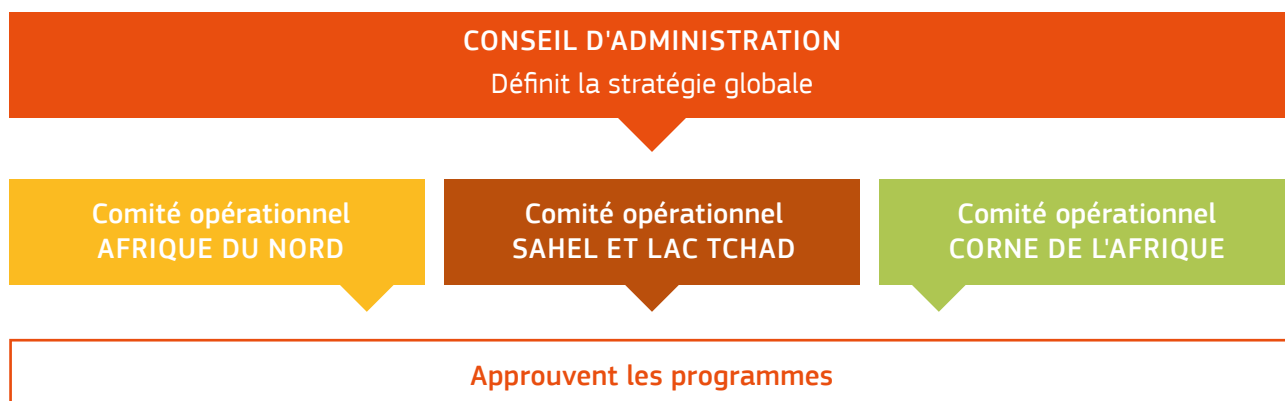 CONSEIL D'ADMINISTRATION
Définit la stratégie globale
Comité opérationnel
AFRIQUE DU NORD
Comité opérationnel
SAHEL ET LAC TCHAD
Comité opérationnel
CORNE DE L'AFRIQUE
Approuvent les programmes